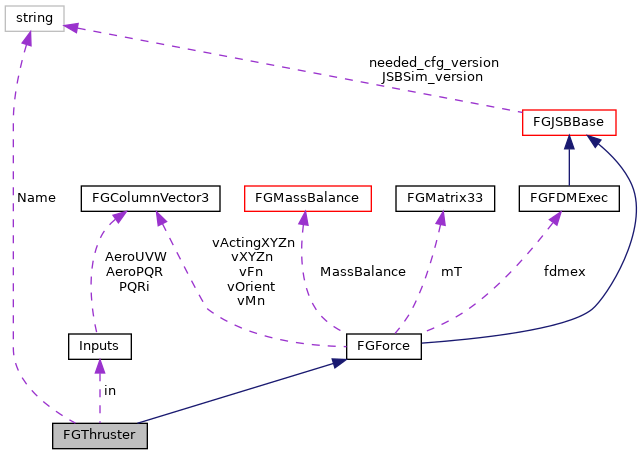 string
needed_cfg_version
JSBSim_version
FGJSBBase
Name
FGColumnVector3
FGMassBalance
FGMatrix33
FGFDMExec
AeroUVW
AeroPQR
PQRi
vActingXYZn
vXYZn
vFn
vOrient
vMn
MassBalance
mT
fdmex
Inputs
FGForce
in
FGThruster